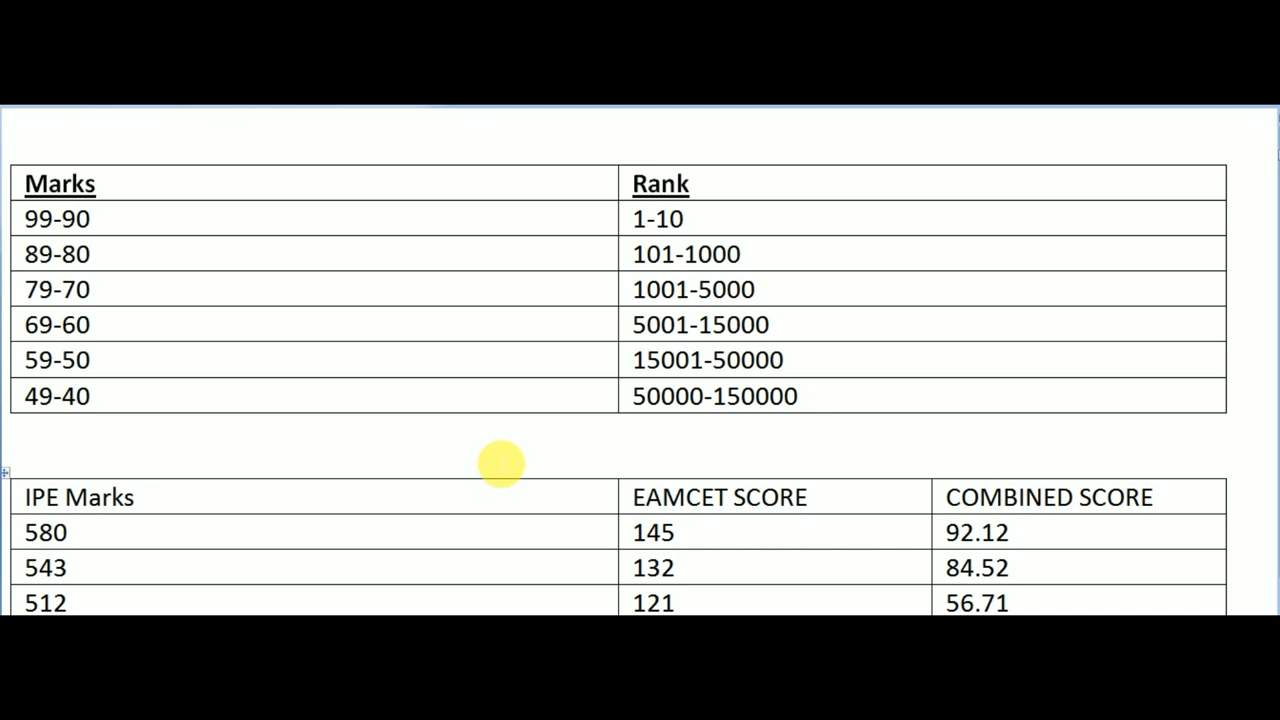 Marks Rank
99-90 1-10
89-80 101-1000
79-70 1001-5000
69-60 5001-15000
59-50 15001-50000
49-40 50000-150000
IPE Marks EAMCET SCORE COMBINED SCORE
580 145 92.12
543 132 84.52
512 121 56.71